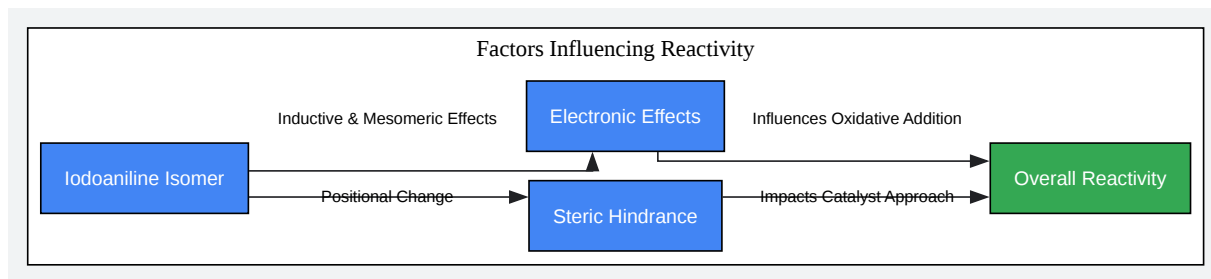 Factors Influencing Reactivity
Inductive & Mesomeric Effects
Electronic Effects
Influences Oxidative Addition
Iodoaniline Isomer
Overall Reactivity
Positional Change
Steric Hindrance
Impacts Catalyst Approach